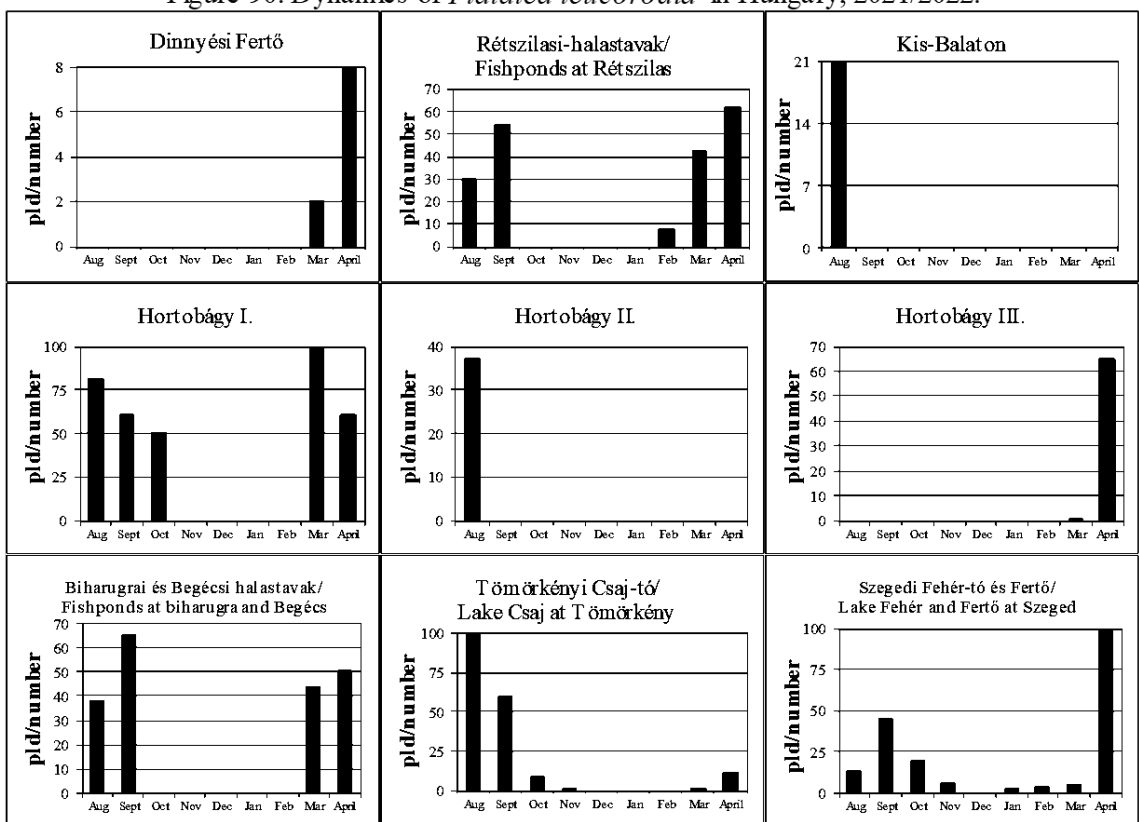 Figure Dynamics of Platalea leucorodia in Hungary, 2021/2022.
Dinnyési Fertő
pld/number
8
6
4
2
0
Aug Sept Oct Nov Dec Jan Feb Mar April
Rétszilasi-halastavak/
Fishponds at Rétszilas
pld/number
70
60
50
40
30
20
10
0
Aug Sept Oct Nov Dec Jan Feb Mar April
Kis-Balaton
pld/number
21
14
7
0
Aug Sept Oct Nov Dec Jan Feb Mar April
Hortobágy I.
pld/number
100
75
50
25
0
Aug Sept Oct Nov Dec Jan Feb Mar April
Hortobágy II.
pld/number
40
30
20
10
0
Aug Sept Oct Nov Dec Jan Feb Mar April
Hortobágy III.
pld/number
70
60
50
40
30
20
10
0
Aug Sept Oct Nov Dec Jan Feb Mar April
Biharugrai és Begécsi halastavak/
Fishponds at biharugra and Begécs
pld/number
70
60
50
40
30
20
10
0
Aug Sept Oct Nov Dec Jan Feb Mar April
Tömörkényi Csaj-tó/
Lake Csaj at Tömörkény
pld/number
100
75
50
25
0
Aug Sept Oct Nov Dec Jan Feb Mar April
Szegedi Fehér-tó és Fertő/
Lake Fehér and Fertő at Szeged
pld/number
100
75
50
25
0
Aug Sept Oct Nov Dec Jan Feb Mar April